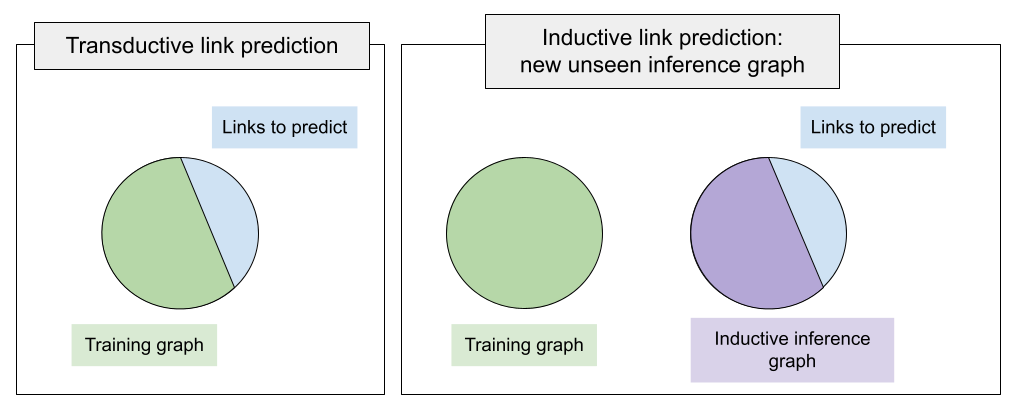 Transductive link prediction
Links to predict
Training graph
Inductive link prediction:
new unseen inference graph
Links to predict
Training graph
Inductive inference
graph